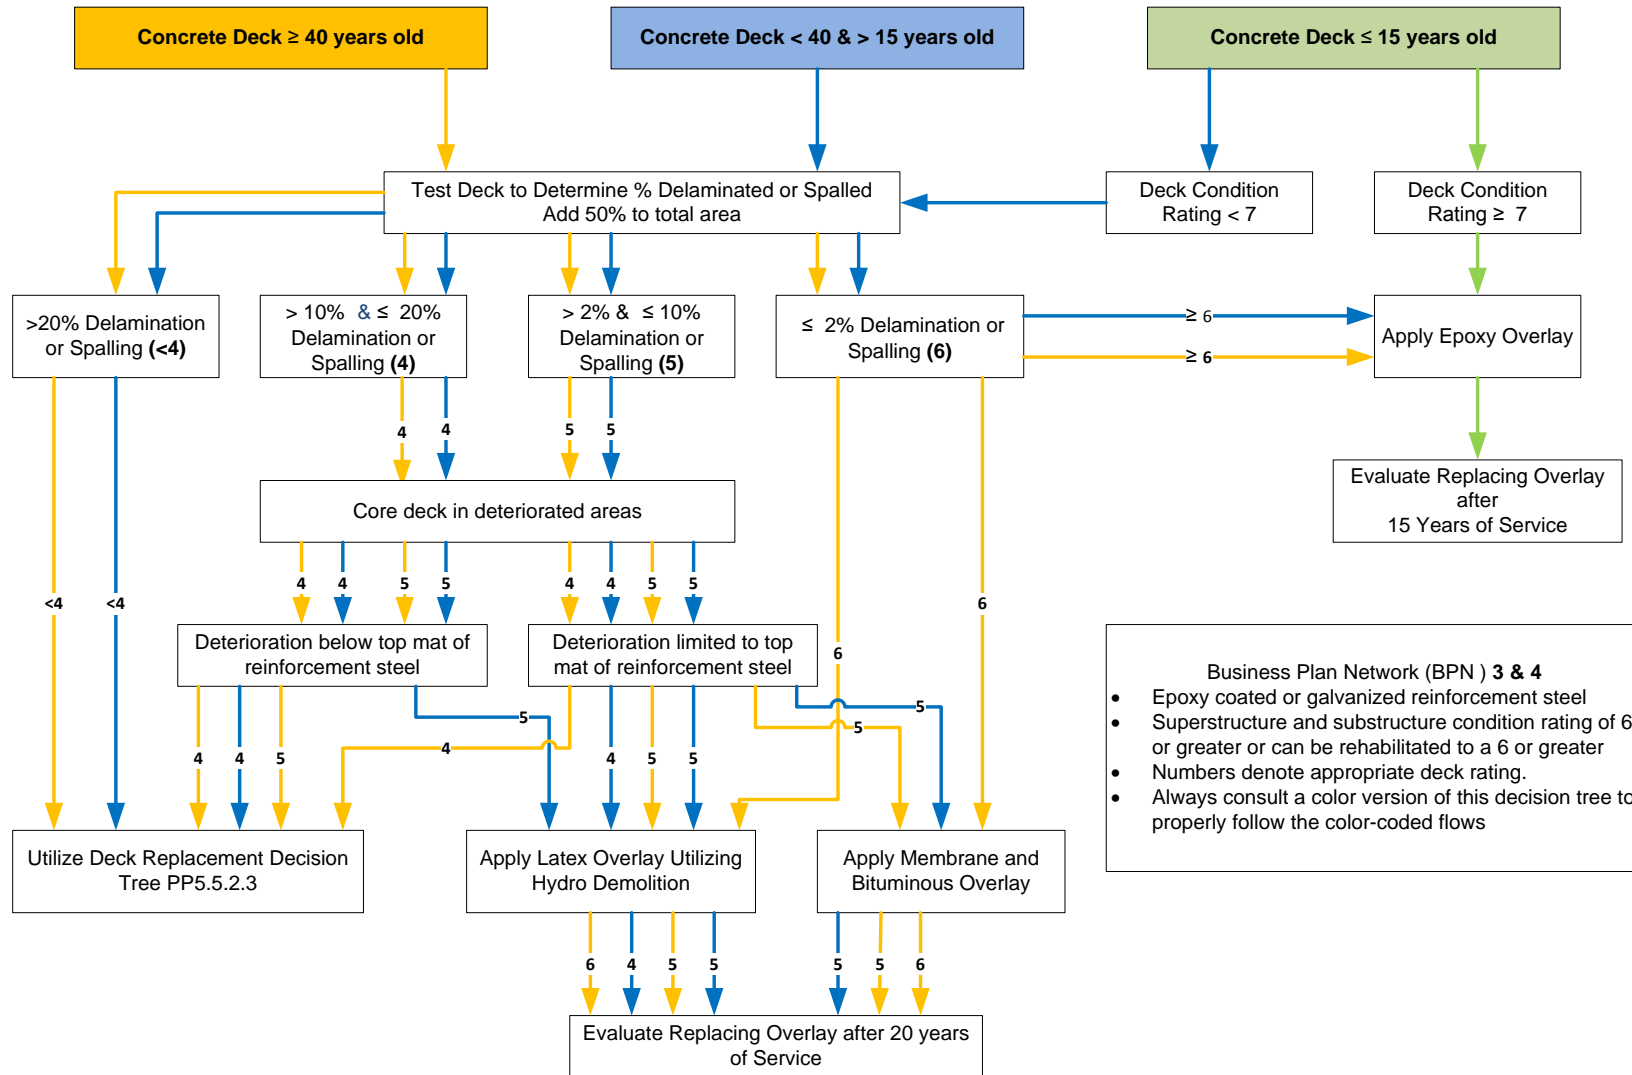 Concrete Deck ≥ 40 years old
Concrete Deck < 40 & > 15 years old
Concrete Deck ≤ 15 years old
Test Deck to Determine % Delaminated or Spalled
Add 50% to total area
Deck Condition
Rating < 7
Deck Condition
Rating ≥ 7
>20% Delamination
or Spalling (<4)
> 10% & ≤ 20%
Delamination or
Spalling (4)
> 2% & ≤ 10%
Delamination or
Spalling (5)
≤ 2% Delamination or
Spalling (6)
≥ 6
≥ 6
Apply Epoxy Overlay
4
4
5
5
Core deck in deteriorated areas
Evaluate Replacing Overlay
after
15 Years of Service
4
4
5
5
4
4
5
5
<4
<4
6
6
Deterioration below top mat of
reinforcement steel
Deterioration limited to top
mat of reinforcement steel
5
5
5
4
4
4
5
4
5
5
Business Plan Network (BPN ) 3 & 4
• Epoxy coated or galvanized reinforcement steel
• Superstructure and substructure condition rating of 6
or greater or can be rehabilitated to a 6 or greater
• Numbers denote appropriate deck rating.
• Always consult a color version of this decision tree to
properly follow the color-coded flows
Utilize Deck Replacement Decision
Tree PP5.5.2.3
Apply Latex Overlay Utilizing
Hydro Demolition
Apply Membrane and
Bituminous Overlay
6
4
5
5
5
5
6
Evaluate Replacing Overlay after 20 years
of Service